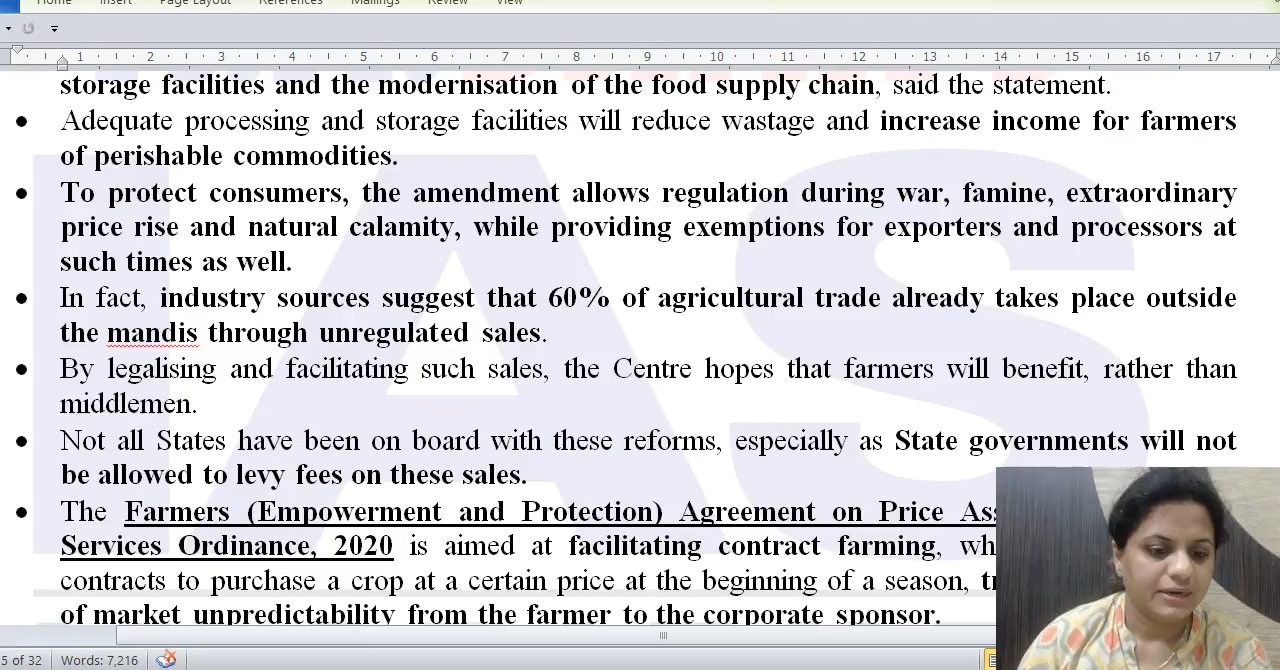 Home Insert Page Layout References Mailings Review View
1 2 3 4 5 6 7 8 9 10 11 12 13 14 15 16 17
storage facilities and the modernisation of the food supply chain, said the statement.
• Adequate processing and storage facilities will reduce wastage and increase income for farmers
of perishable commodities.
• To protect consumers, the amendment allows regulation during war, famine, extraordinary
price rise and natural calamity, while providing exemptions for exporters and processors at
such times as well.
• In fact, industry sources suggest that 60% of agricultural trade already takes place outside
the mandis through unregulated sales.
• By legalising and facilitating such sales, the Centre hopes that farmers will benefit, rather than
middlemen.
• Not all States have been on board with these reforms, especially as State governments will not
be allowed to levy fees on these sales.
• The Farmers (Empowerment and Protection) Agreement on Price
Services Ordinance, 2020 is aimed at facilitating contract farming,
contracts to purchase a crop at a certain price at the beginning of a season,
of market unpredictability from the farmer to the corporate sponsor.
IAS
5 of 32 Words: 7,216